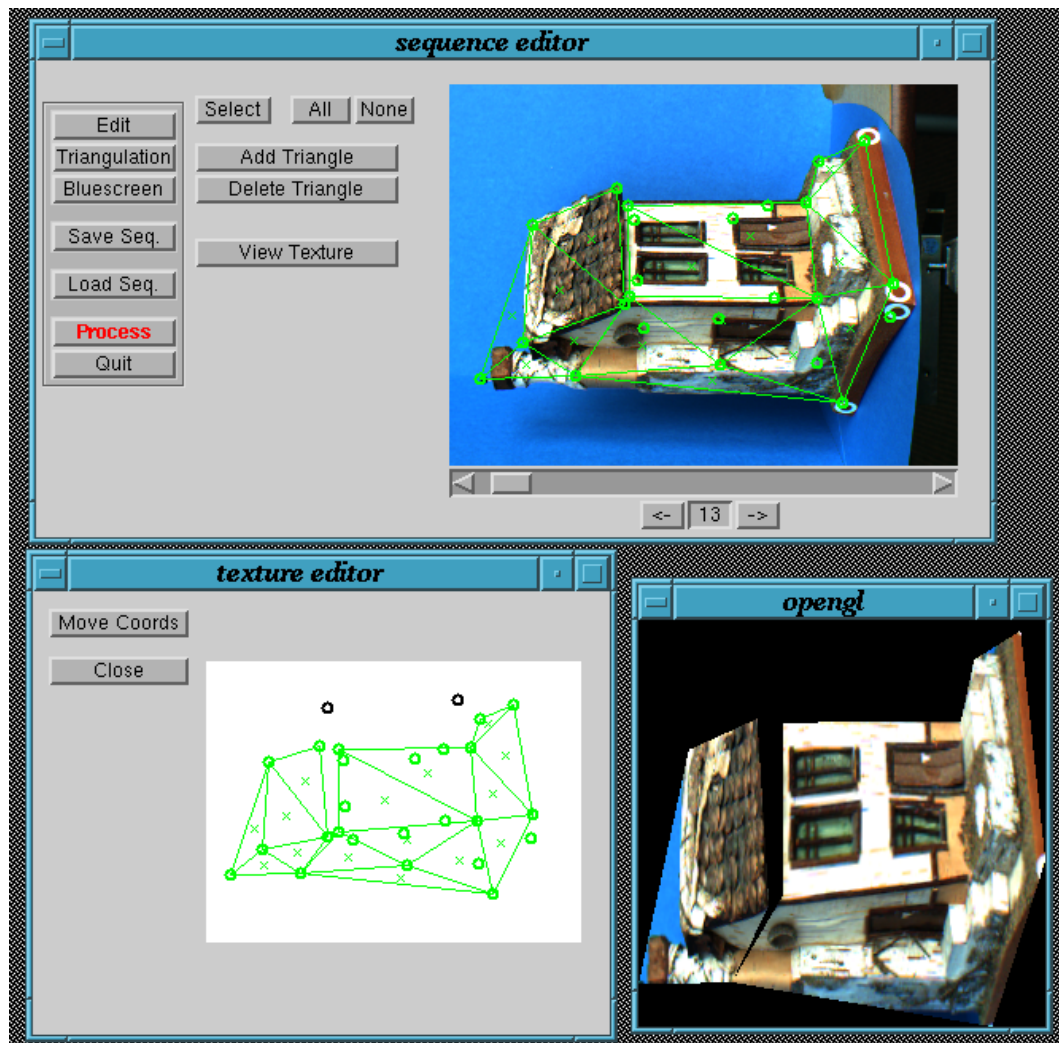 sequence editor
Edit
Triangulation
Bluescreen
Save Seq.
Load Seq.
Process
Quit
Select All None
Add Triangle
Delete Triangle
View Texture
<- 13 ->
texture editor
Move Coords
Close
opengl